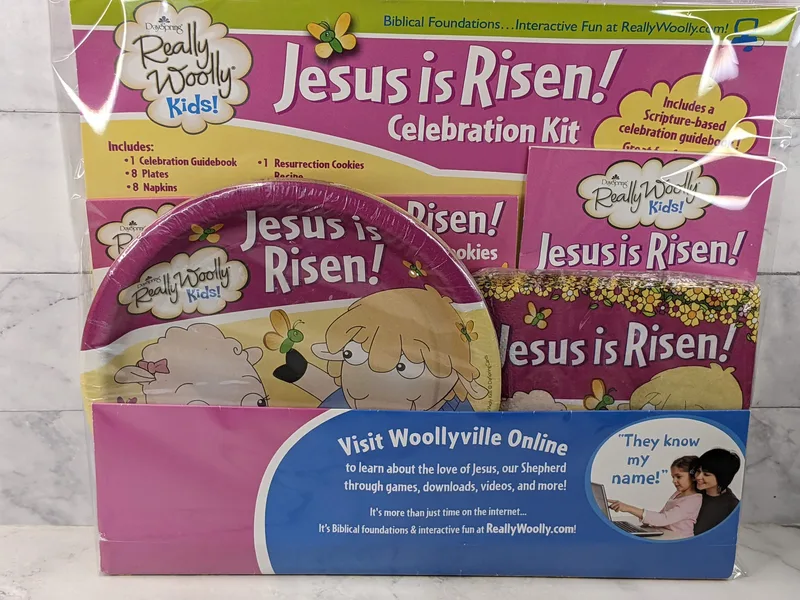 Biblical Foundations...Interactive Fun at ReallyWoolly.com!
DaySpring
Really
Woolly
Kids!
Jesus is Risen!
Celebration Kit
Includes a
Scripture-based
celebration guidebook!
Includes:
•1 Celebration Guidebook
•8 Plates
•8 Napkins
•1 Resurrection Cookies
Recipe
DaySpring
Really Woolly
Kids!
Jesus is Risen!
Risen!
ookies
Jesus is
Risen!
DaySpring
Really Woolly
Kids!
Jesus is Risen!
Visit Woollyville Online
to learn about the love of Jesus, our Shepherd
through games, downloads, videos, and more!
It's more than just time on the internet...
It's Biblical foundations & interactive fun at ReallyWoolly.com!
"They know
my
name!"